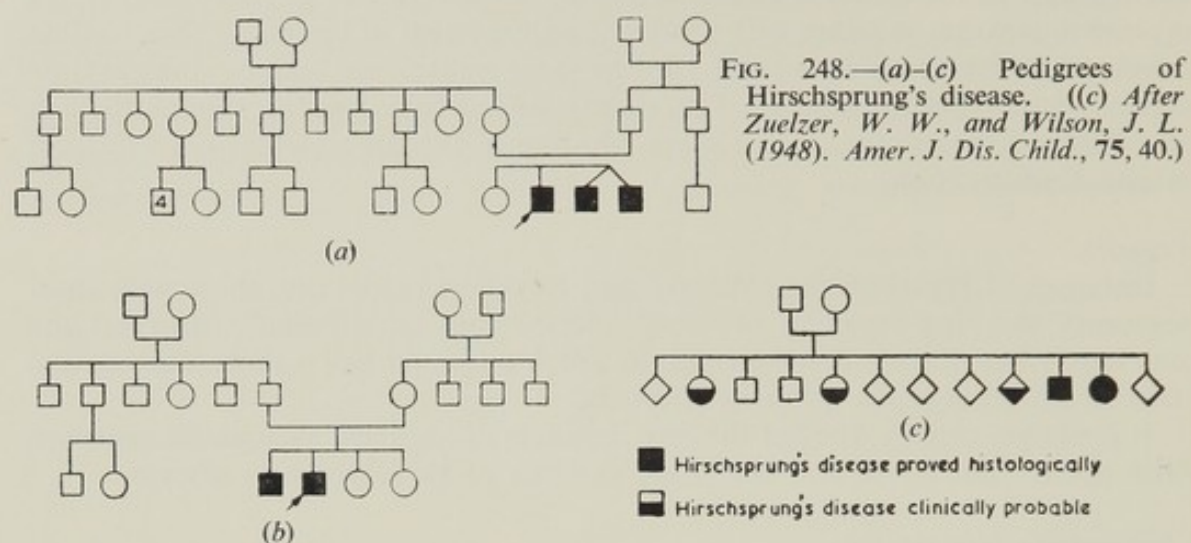 FIG. 248.—(a)–(c) Pedigrees of
Hirschsprung's disease. ((c) After
Zuelzer, W. W., and Wilson, J. L.
(1948). Amer. J. Dis. Child., 75, 40.)
4
(a)
(b)
(c)
Hirschsprung's disease proved histologically
Hirschsprung's disease clinically probable